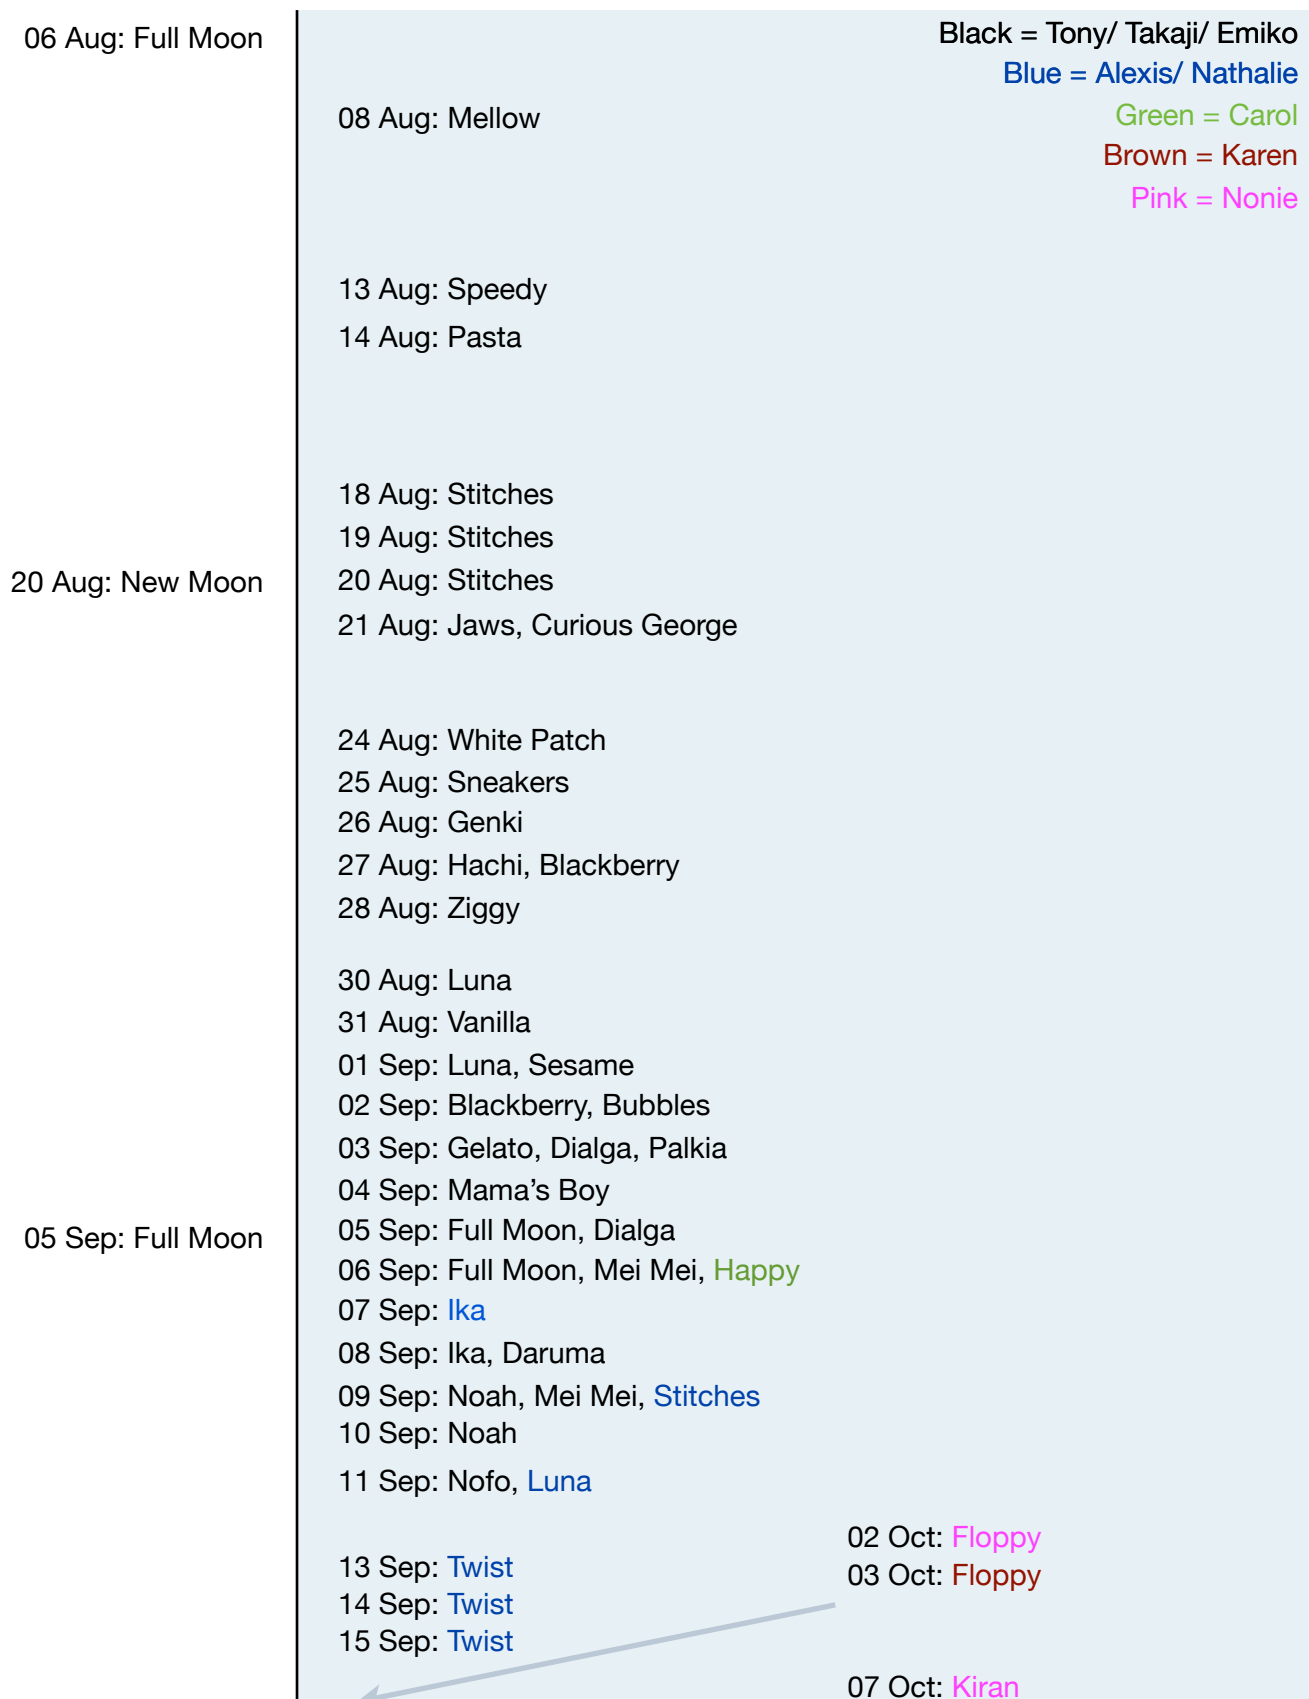 06 Aug: Full Moon
Black = Tony/ Takaji/ Emiko
Blue = Alexis/ Nathalie
08 Aug: Mellow
Green = Carol
Brown = Karen
Pink = Nonie
13 Aug: Speedy
14 Aug: Pasta
18 Aug: Stitches
19 Aug: Stitches
20 Aug: New Moon
20 Aug: Stitches
21 Aug: Jaws, Curious George
24 Aug: White Patch
25 Aug: Sneakers
26 Aug: Genki
27 Aug: Hachi, Blackberry
28 Aug: Ziggy
30 Aug: Luna
31 Aug: Vanilla
01 Sep: Luna, Sesame
02 Sep: Blackberry, Bubbles
03 Sep: Gelato, Dialga, Palkia
04 Sep: Mama’s Boy
05 Sep: Full Moon
05 Sep: Full Moon, Dialga
06 Sep: Full Moon, Mei Mei, Happy
07 Sep: Ika
08 Sep: Ika, Daruma
09 Sep: Noah, Mei Mei, Stitches
10 Sep: Noah
11 Sep: Nofo, Luna
13 Sep: Twist
14 Sep: Twist
15 Sep: Twist
02 Oct: Floppy
03 Oct: Floppy
07 Oct: Kiran